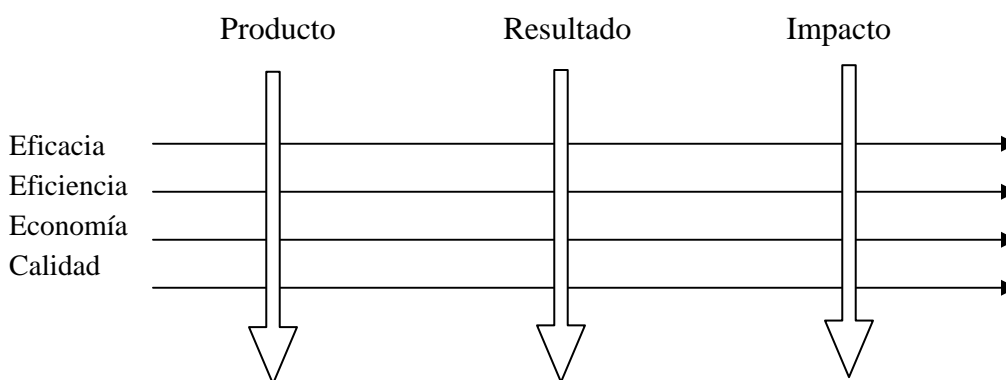 Producto Resultado Impacto
Eficacia
Eficiencia
Economía
Calidad